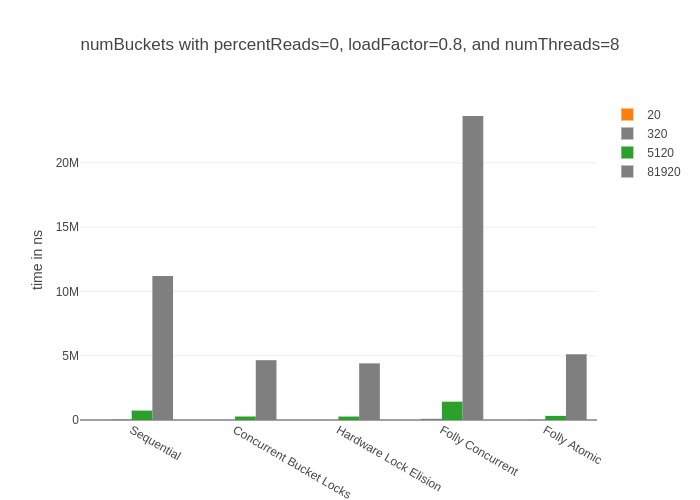 numBuckets with percentReads=0, loadFactor=0.8, and numThreads=8
20
320
5120
81920
time in ns
20M
15M
10M
5M
0
Sequential
Concurrent Bucket Locks
Hardware Lock Elision
Folly Concurrent
Folly Atomic